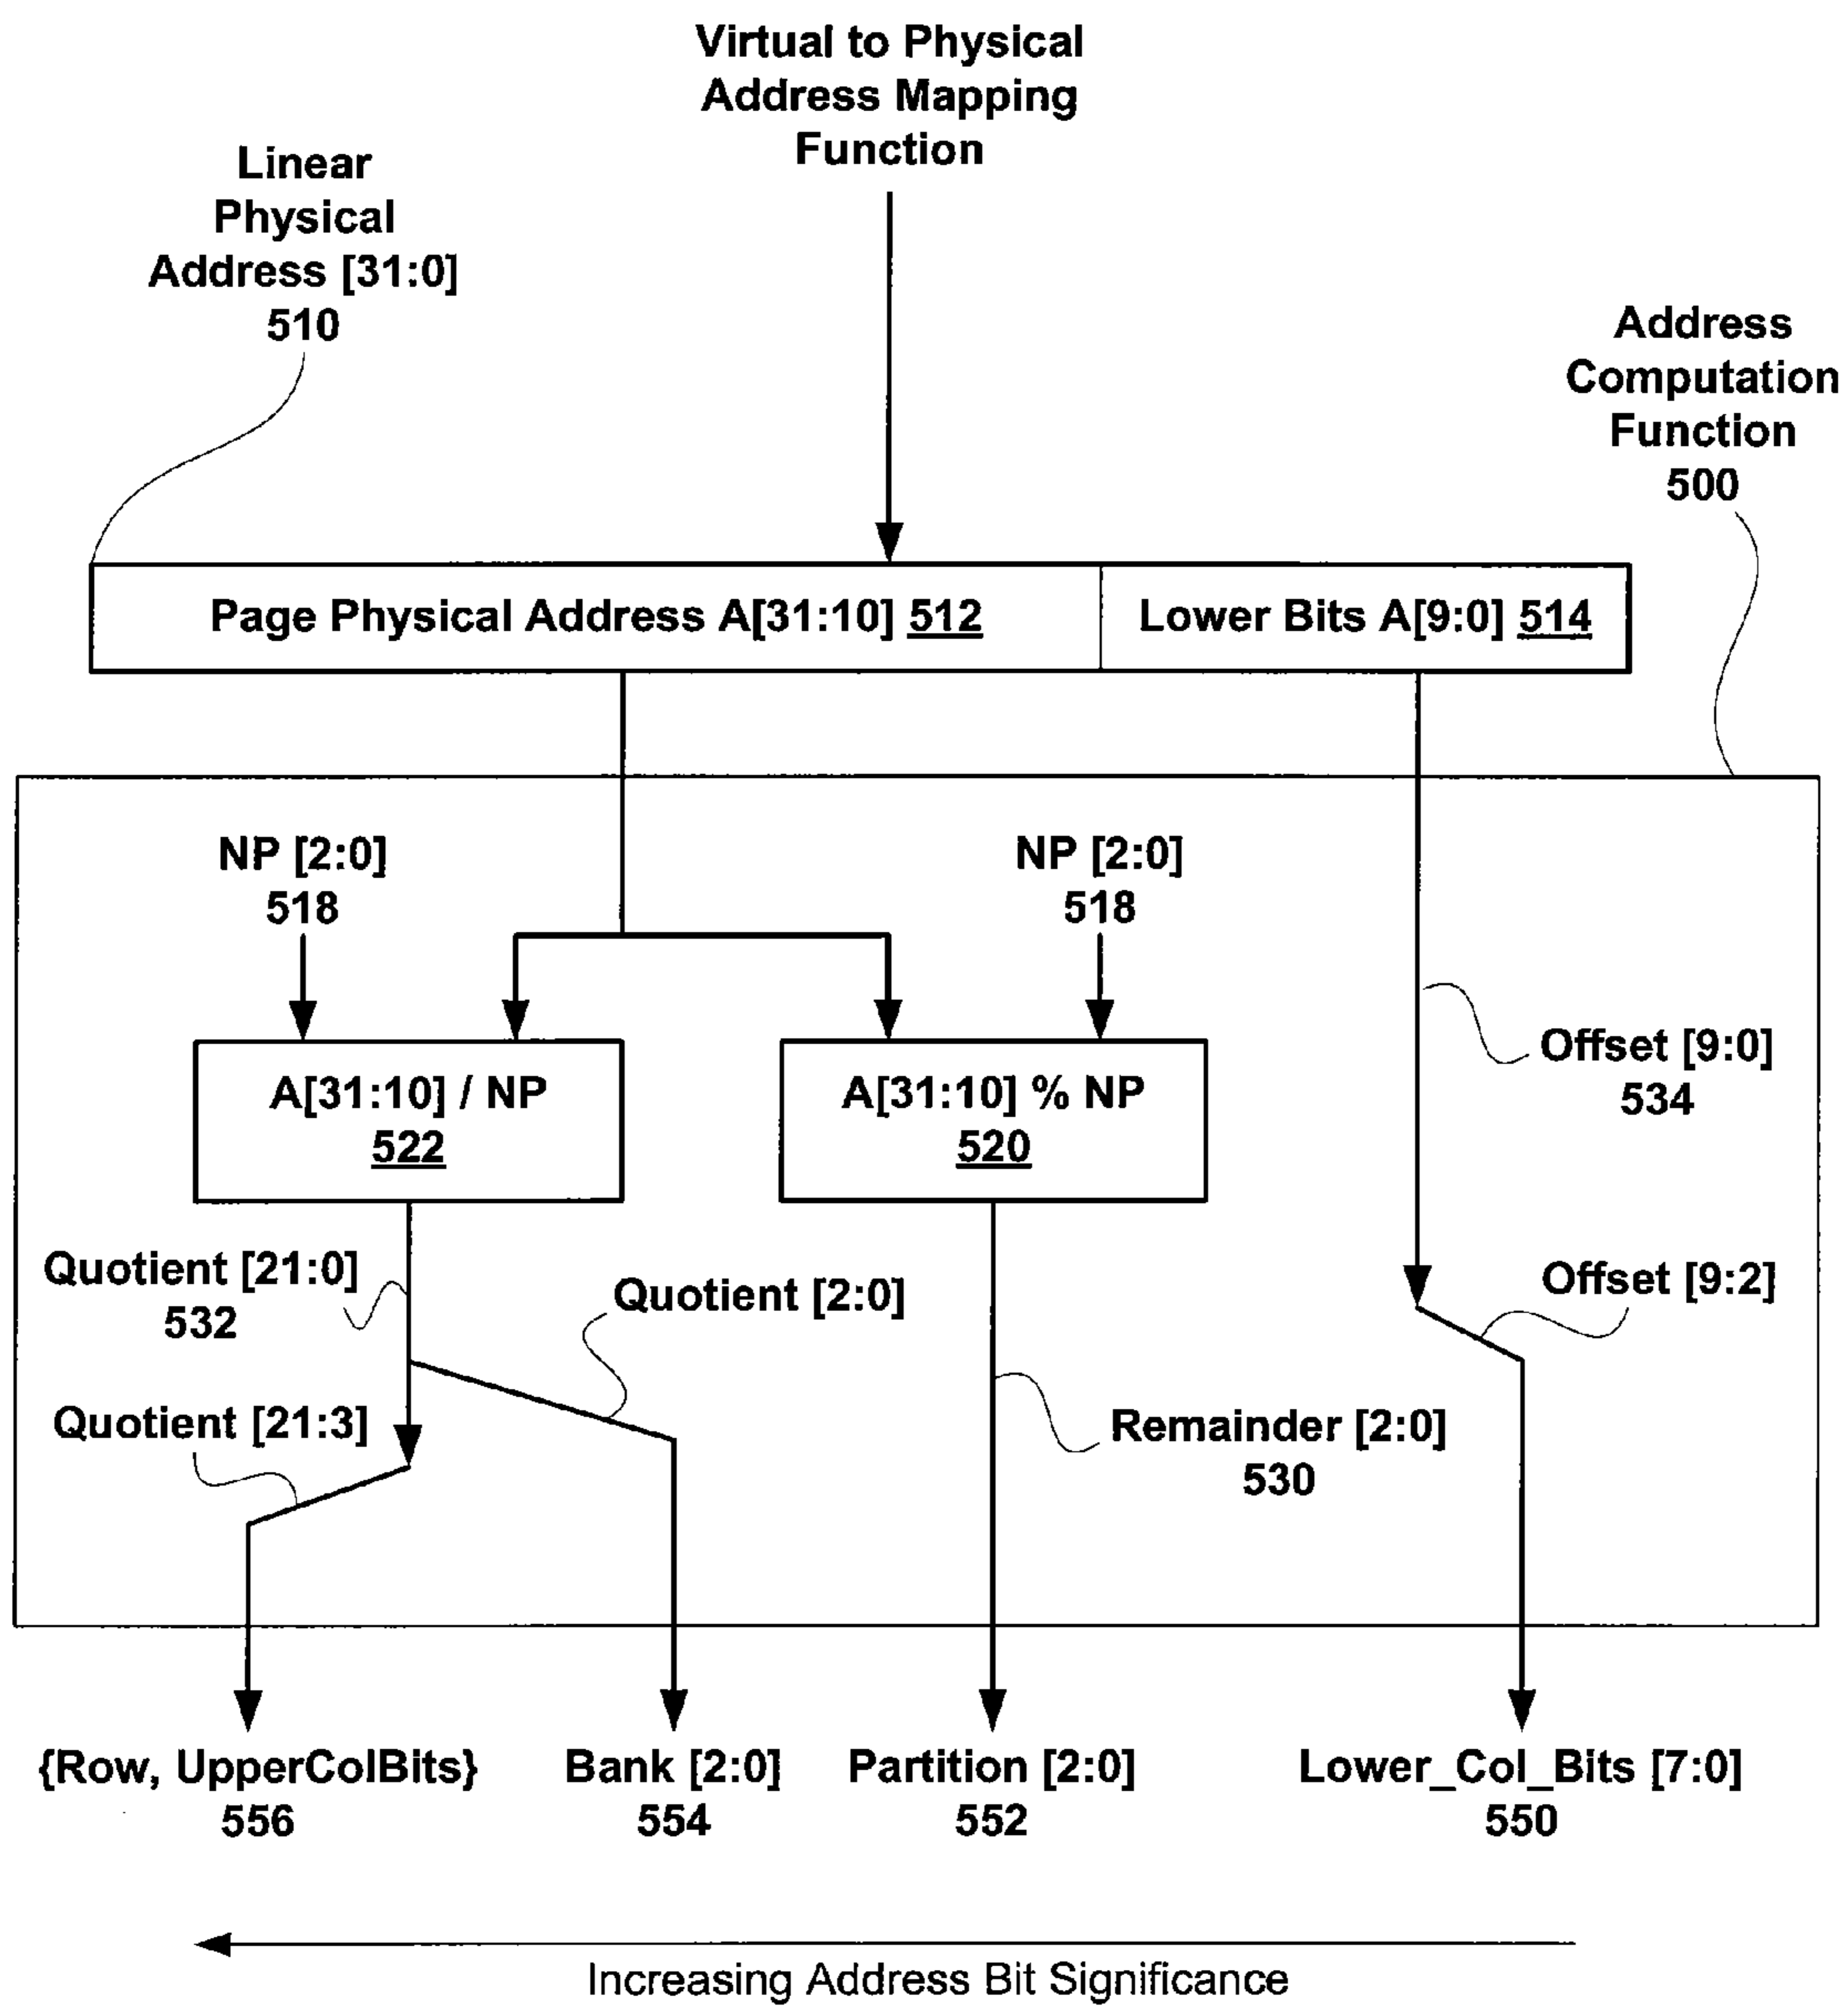 Virtual to Physical
Address Mapping
Function
Linear
Physical
Address [31:0]
510
Address
Computation
Function
500
Page Physical Address A[31:10] 512
Lower Bits A[9:0] 514
NP [2:0]
518
NP [2:0]
518
A[31:10] / NP
522
A[31:10] % NP
520
Offset [9:0]
534
Quotient [21:0]
532
Quotient [2:0]
Offset [9:2]
Quotient [21:3]
Remainder [2:0]
530
{Row, UpperColBits}
556
Bank [2:0]
554
Partition [2:0]
552
Lower_Col_Bits [7:0]
550
Increasing Address Bit Significance